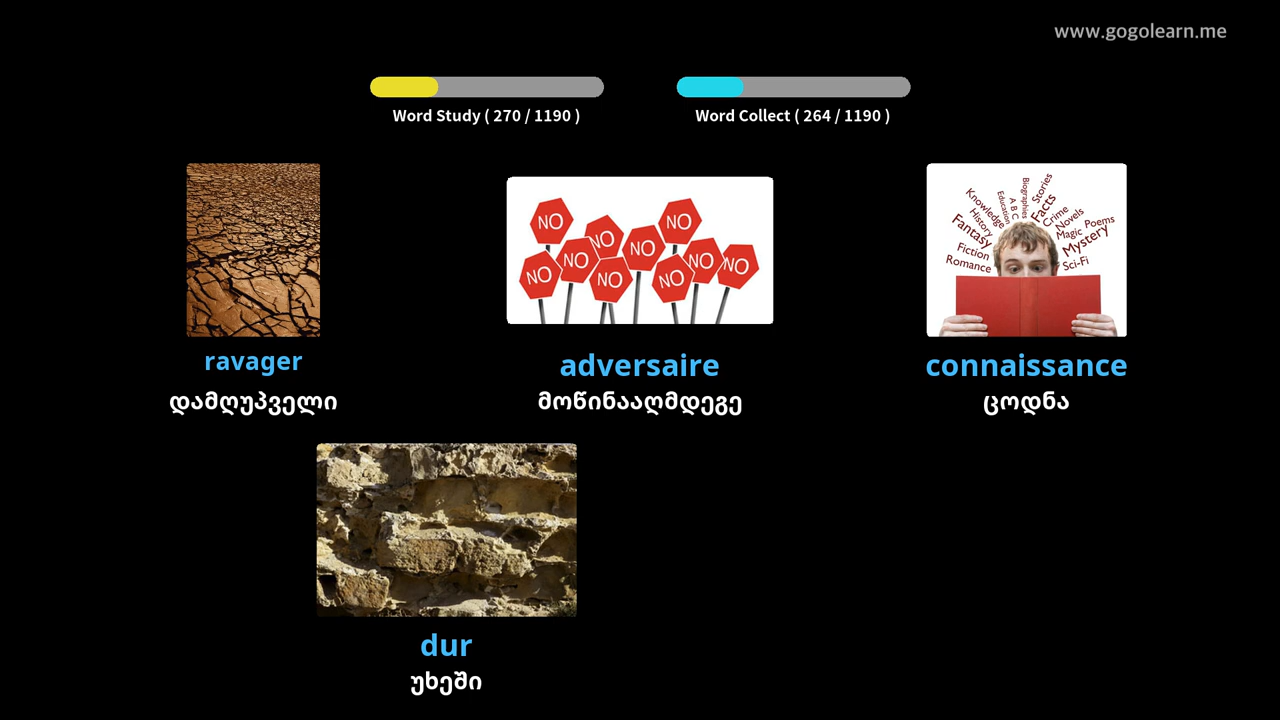 www.gogolearn.me
Word Study ( 270 / 1190 )
Word Collect ( 264 / 1190 )
NO
NO
NO
NO
NO
NO
NO
NO
NO
NO
Knowledge
History
Fantasy
Fiction
Romance
Education
A B C
Biographies
Stories
Facts
Crime
Novels
Magic
Poems
Mystery
Sci-Fi
ravager
დამღუპველი
adversaire
მოწინააღმდეგე
connaissance
ცოდნა
dur
უხეში